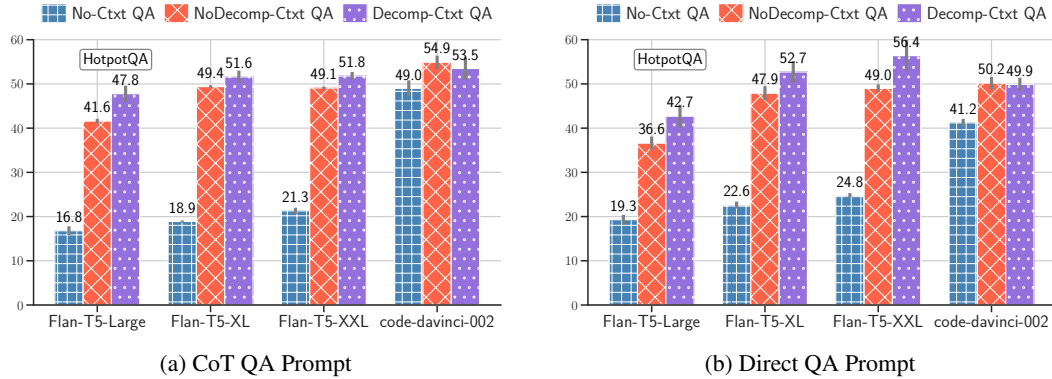 No-Ctxt QA NoDecomp-Ctxt QA Decomp-Ctxt QA
60
50
40
30
20
10
0
HotpotQA
16.8 41.6 47.8
18.9 49.4 51.6
21.3 49.1 51.8
49.0 54.9 53.5
Flan-T5-Large Flan-T5-XL Flan-T5-XXL code-davinci-002
(a) CoT QA Prompt
No-Ctxt QA NoDecomp-Ctxt QA Decomp-Ctxt QA
60
50
40
30
20
10
0
HotpotQA
19.3 36.6 42.7
22.6 47.9 52.7
24.8 49.0 56.4
41.2 50.2 49.9
Flan-T5-Large Flan-T5-XL Flan-T5-XXL code-davinci-002
(b) Direct QA Prompt